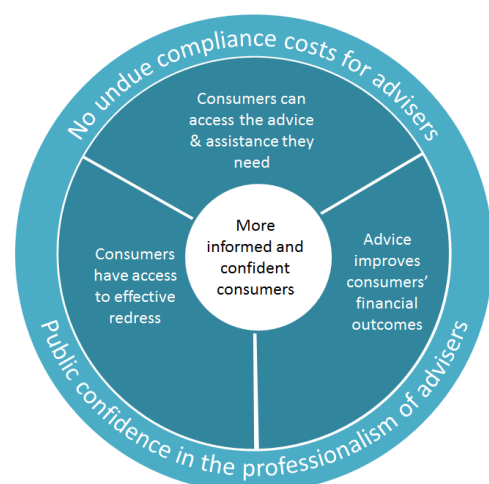 No undue compliance costs for advisers
Consumers can
access the advice
& assistance they
need
More
informed and
confident
consumers
Consumers
have access
to effective
redress
Advice
improves
consumers’
financial
outcomes
Public confidence in the professionalism of advisers